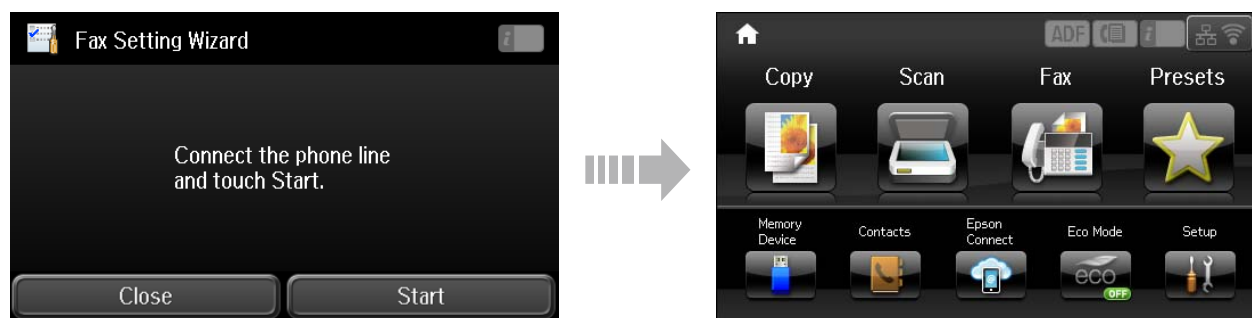 Fax Setting Wizard
i
Connect the phone line
and touch Start.
Close
Start
ADF
i
Copy
Scan
Fax
Presets
Memory
Device
Contacts
Epson
Connect
Eco Mode
Setup
eco
OFF